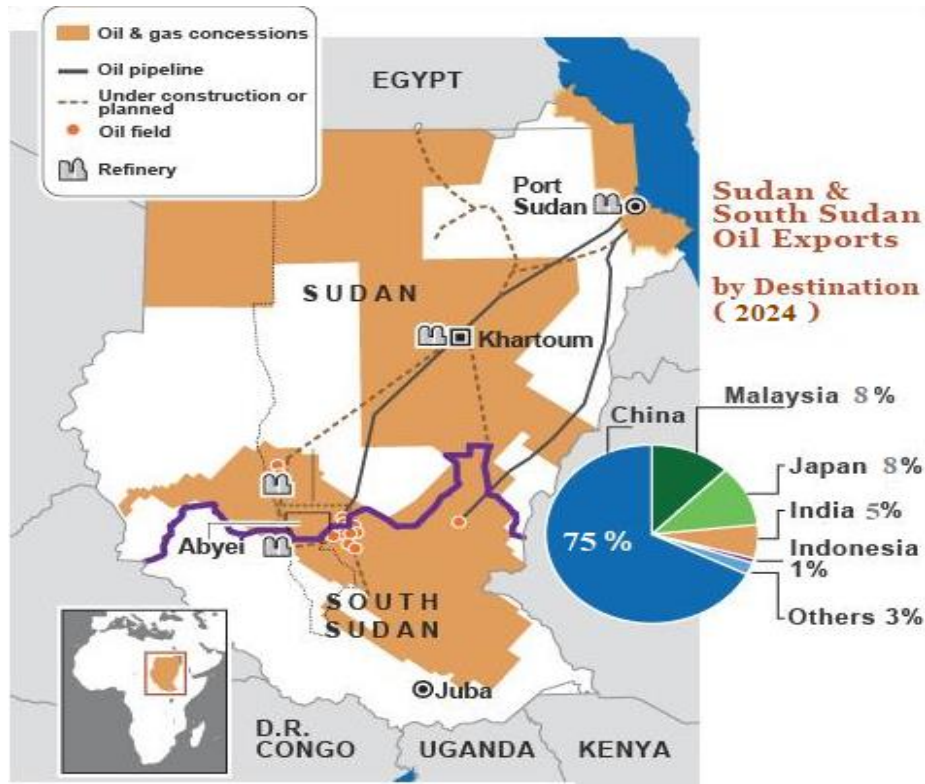 Oil & gas concessions
Oil pipeline
Under construction or
planned
Oil field
Refinery
EGYPT
Port
Sudan
SUDAN
Khartoum
Abyei
SOUTH
SUDAN
Juba
D.R.
CONGO
UGANDA
KENYA
Sudan &
South Sudan
Oil Exports
by Destination
( 2024 )
Malaysia 8 %
China
Japan 8%
India 5%
75 %
Indonesia
1%
Others 3%